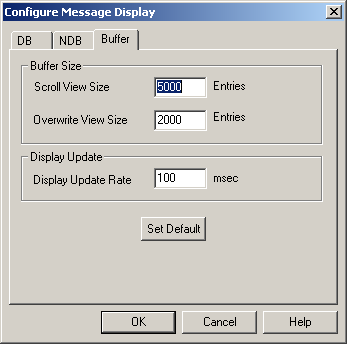 Configure Message Display
DB NDB Buffer
Buffer Size
Scroll View Size 5000 Entries
Overwrite View Size 2000 Entries
Display Update
Display Update Rate 100 msec
Set Default
OK Cancel Help